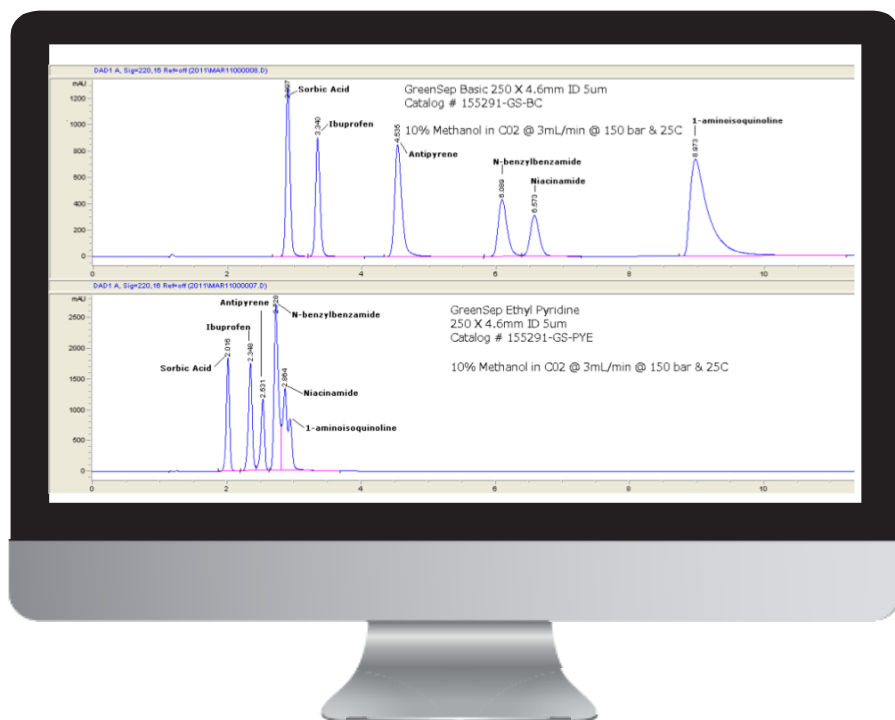 DAD1 A, Sig=220,16 Ref=off (2011\MAR11000008.D)
mAU
Sorbic Acid
GreenSep Basic 250 X 4.6mm ID 5um
Catalog # 155291-GS-BC
10% Methanol in C02 @ 3mL/min @ 150 bar & 25C
1-aminoisoquinoline
Ibuprofen
Antipyrene
N-benzylbenzamide
Niacinamide
3.340
4.535
6.089
6.573
8.973
1200
1000
800
600
400
200
0
0 2 4 6 8 10
DAD1 A, Sig=220,16 Ref=off (2011\MAR11000007.D)
Antipyrene
N-benzylbenzamide
Ibuprofen
Sorbic Acid
Niacinamide
1-aminoisoquinoline
GreenSep Ethyl Pyridine
250 X 4.6mm ID 5um
Catalog # 155291-GS-PYE
10% Methanol in C02 @ 3mL/min @ 150 bar & 25C
2.016
2.348
2.531
2.864
2500
2000
1500
1000
500
0
0 2 4 6 8 10